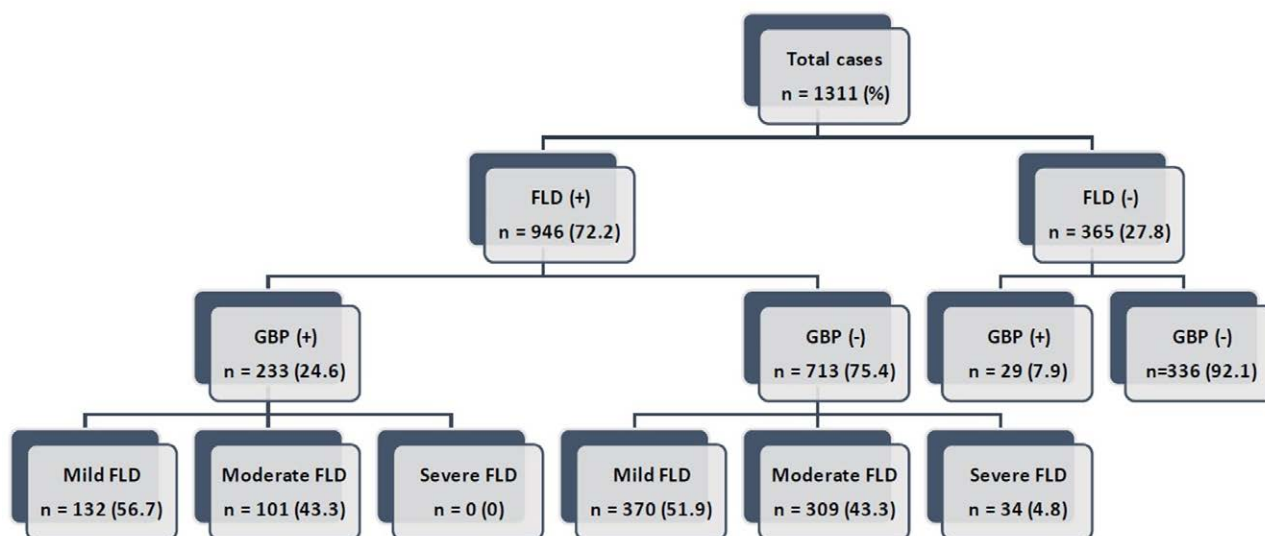 Total cases
n = 1311 (%)
FLD (+)
n = 946 (72.2)
FLD (-)
n = 365 (27.8)
GBP (+)
n = 233 (24.6)
GBP (-)
n = 713 (75.4)
GBP (+)
n = 29 (7.9)
GBP (-)
n=336 (92.1)
Mild FLD
n = 132 (56.7)
Moderate FLD
n = 101 (43.3)
Severe FLD
n = 0 (0)
Mild FLD
n = 370 (51.9)
Moderate FLD
n = 309 (43.3)
Severe FLD
n = 34 (4.8)